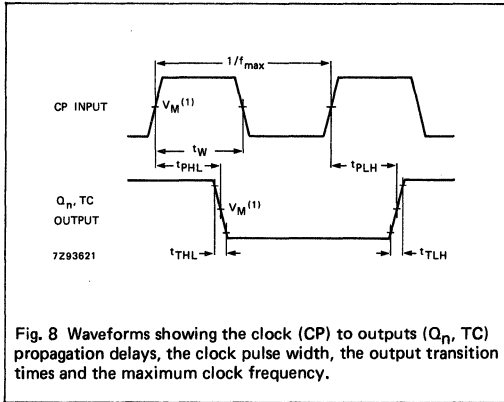 1/fmax
CP INPUT
VM(1)
tW
tPHL
tPLH
Qn, TC
OUTPUT
VM(1)
7Z93621
tTHL
tTLH
Fig. 8 Waveforms showing the clock (CP) to outputs (Qn, TC)
propagation delays, the clock pulse width, the output transition
times and the maximum clock frequency.